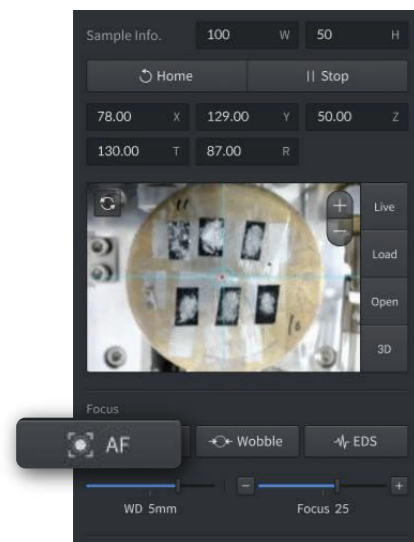 Sample Info. 100 W 50 H
Home || Stop
78.00 X 129.00 Y 50.00 Z
130.00 T 87.00 R
Live
Load
Open
3D
Focus
AF Wobble EDS
WD 5mm Focus 25